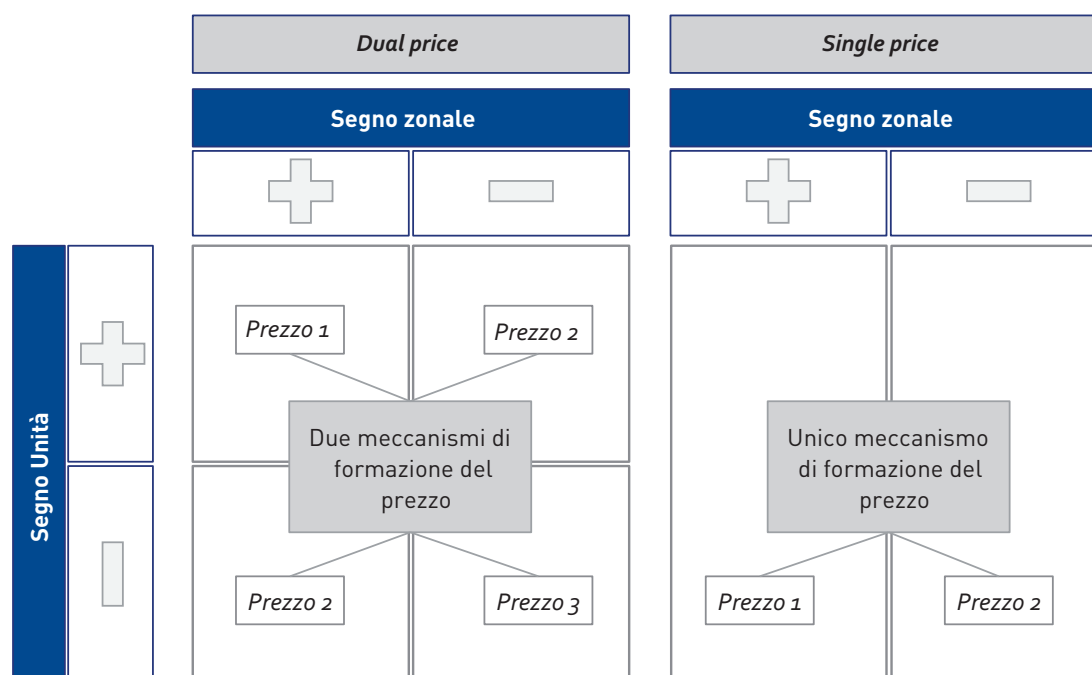 Dual price
Single price
Segno zonale
Segno zonale
Segno Unità
Prezzo 1
Prezzo 2
Due meccanismi di
formazione del
prezzo
Unico meccanismo
di formazione del
prezzo
Prezzo 2
Prezzo 3
Prezzo 1
Prezzo 2